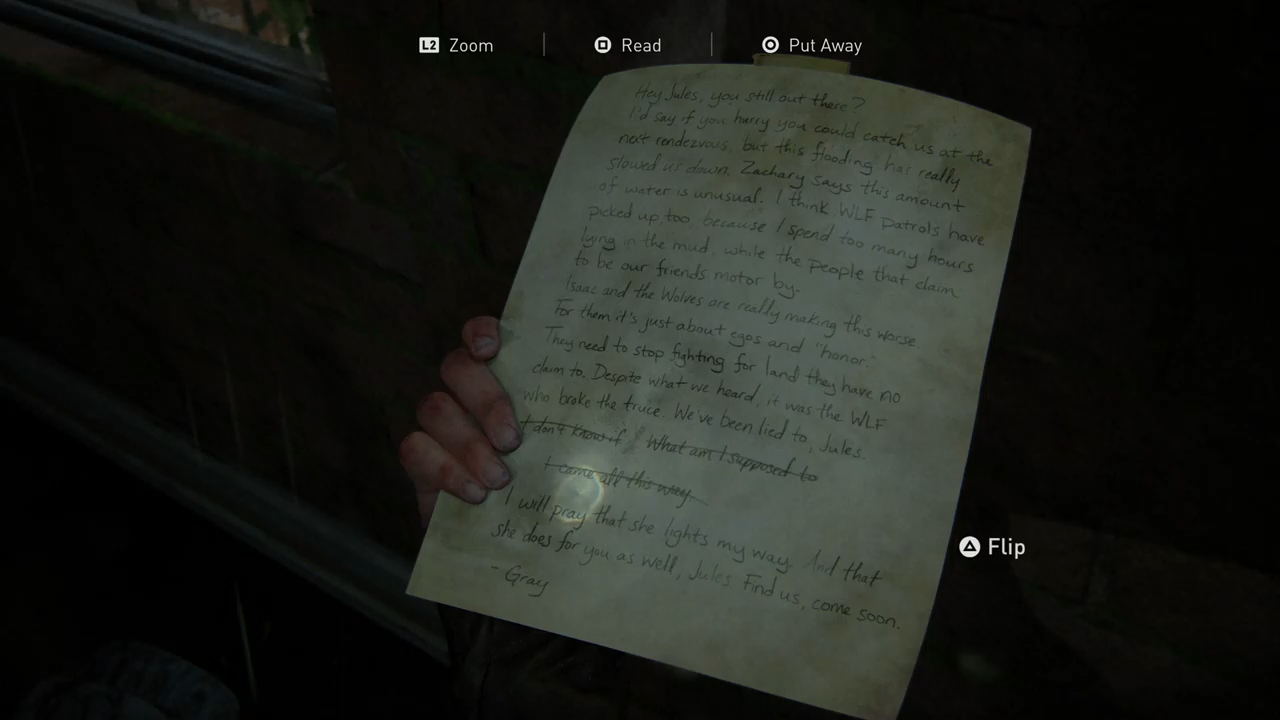 L2 Zoom
Read
Put Away
Hey Jules, you still out there?
I'd say if you hurry you could catch us at the
next rendezvous, but this flooding has really
slowed us down. Zachary says this amount
of water is unusual. I think WLF patrols have
picked up, too, because I spend too many hours
lying in the mud, while the people that claim
to be our friends motor by.
Isaac and the Wolves are really making this worse.
For them it's just about egos and "honor."
They need to stop fighting for land they have no
claim to. Despite what we heard, it was the WLF
who broke the truce. We've been lied to, Jules.
I don't know if What am I supposed to
I came all this way.
I will pray that she lights my way. And that
she does for you as well, Jules. Find us, come soon.
- Gray
Flip